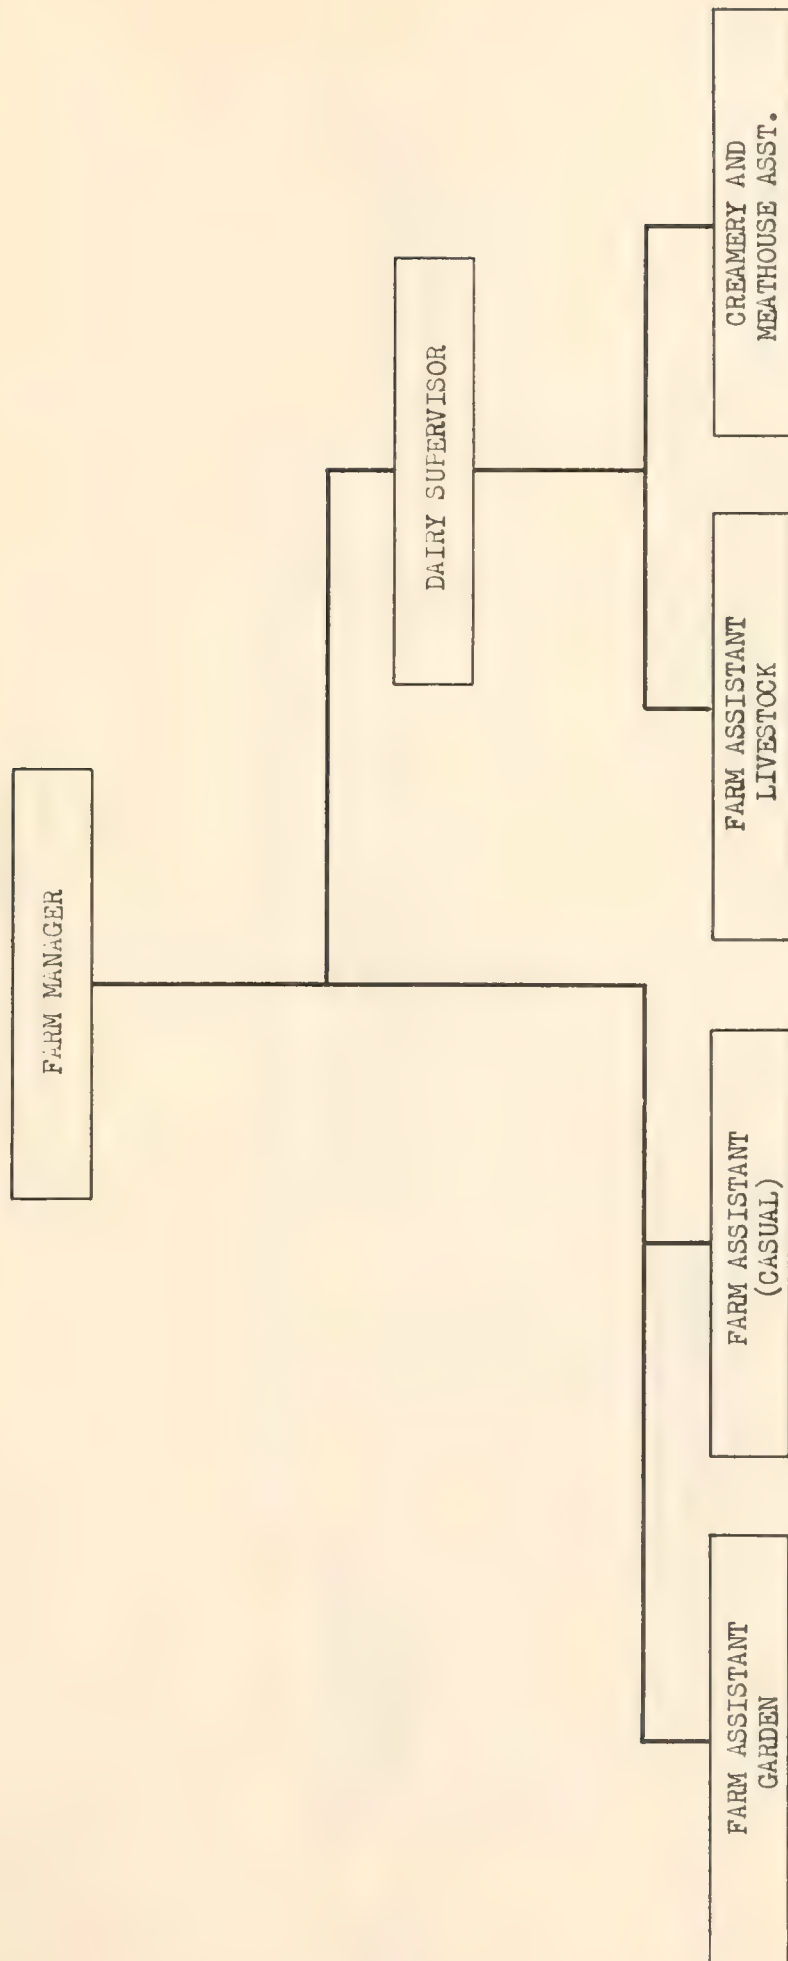 FARM MANAGER
DAIRY SUPERVISOR
FARM ASSISTANT
GARDEN
FARM ASSISTANT
(CASUAL)
FARM ASSISTANT
LIVESTOCK
CREAMERY AND
MEATHOUSE ASST.